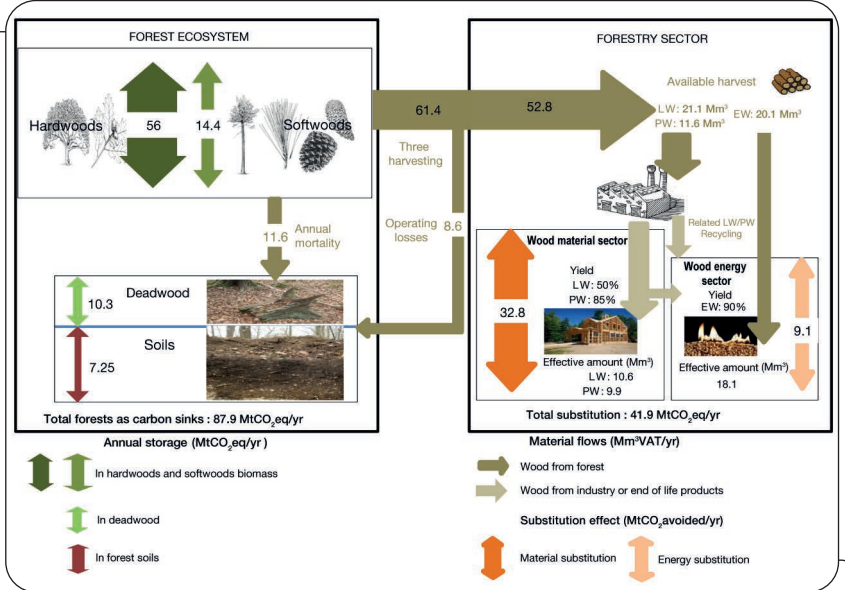 FOREST ECOSYSTEM
Hardwoods
56
14.4
Softwoods
11.6
Annual
mortality
Deadwood
10.3
Soils
7.25
Total forests as carbon sinks : 87.9 MtCO2eq/yr
61.4
52.8
Three
harvesting
Operating
losses
8.6
FORESTRY SECTOR
Available harvest
LW: 21.1 Mm³
PW: 11.6 Mm³
EW: 20.1 Mm³
Related LW/PW
Recycling
Wood material sector
Yield
LW: 50%
PW: 85%
32.8
Effective amount (Mm³)
LW: 10.6
PW: 9.9
Wood energy
sector
Yield
EW: 90%
9.1
Effective amount (Mm³)
18.1
Total substitution : 41.9 MtCO2eq/yr
Annual storage (MtCO2eq/yr )
In hardwoods and softwoods biomass
In deadwood
In forest soils
Material flows (Mm³VAT/yr)
Wood from forest
Wood from industry or end of life products
Substitution effect (MtCO2avoided/yr)
Material substitution
Energy substitution